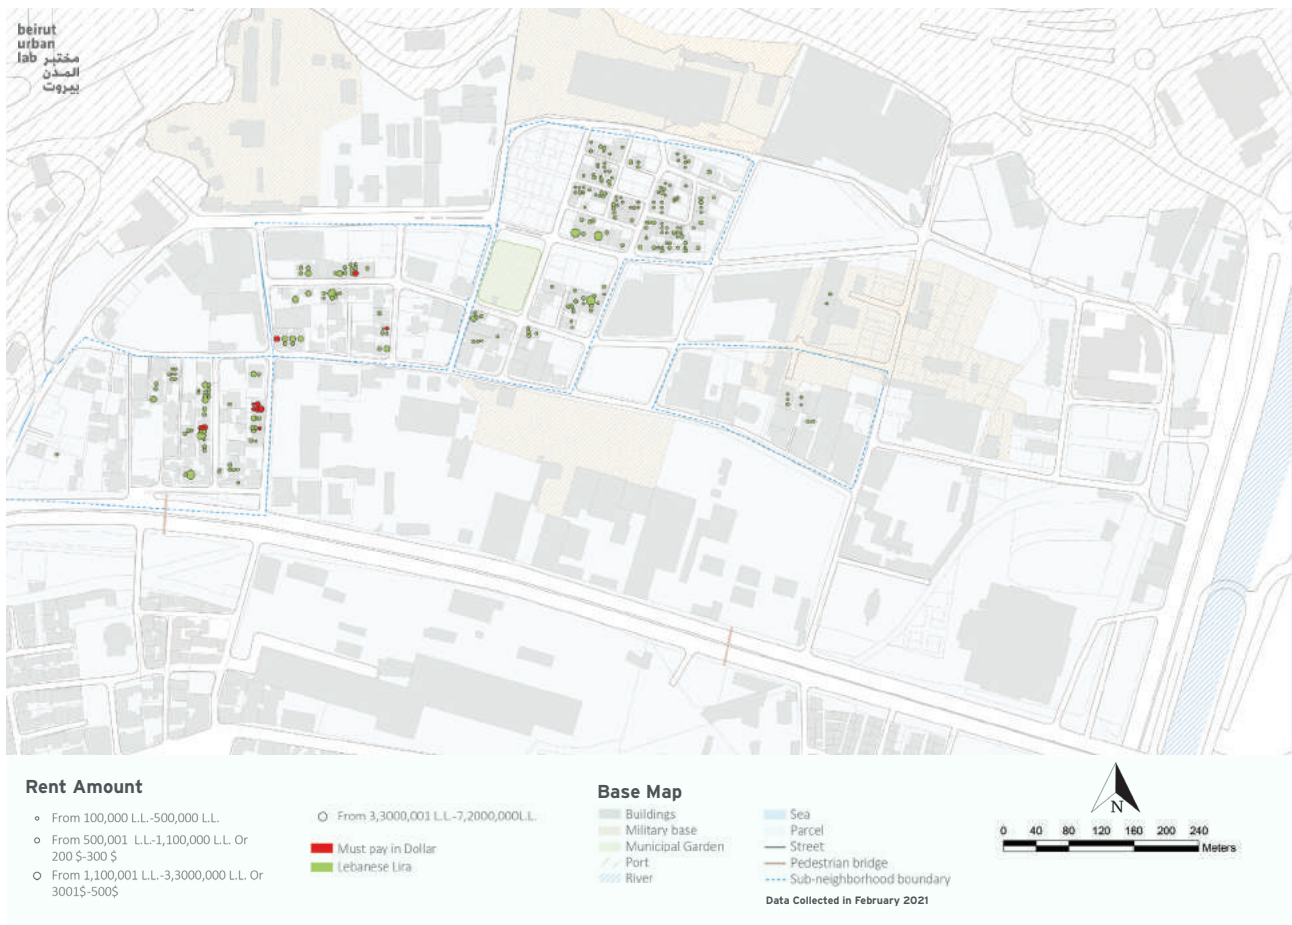 beirut
urban
lab مختبر
المدن
بيروت
Rent Amount
From 100,000 L.L.-500,000 L.L.
From 500,001 L.L-1,100,000 L.L. Or
200 $-300 $
From 1,100,001 L.L.-3,3000,000 L.L. Or
3001$-500$
From 3,3000,001 L.L.-7,2000,000L.L.
Must pay in Dollar
Lebanese Lira
Base Map
Buildings
Military base
Municipal Garden
Port
River
Sea
Parcel
Street
Pedestrian bridge
Sub-neighborhood boundary
Data Collected in February 2021
N
0 40 80 120 160 200 240
Meters